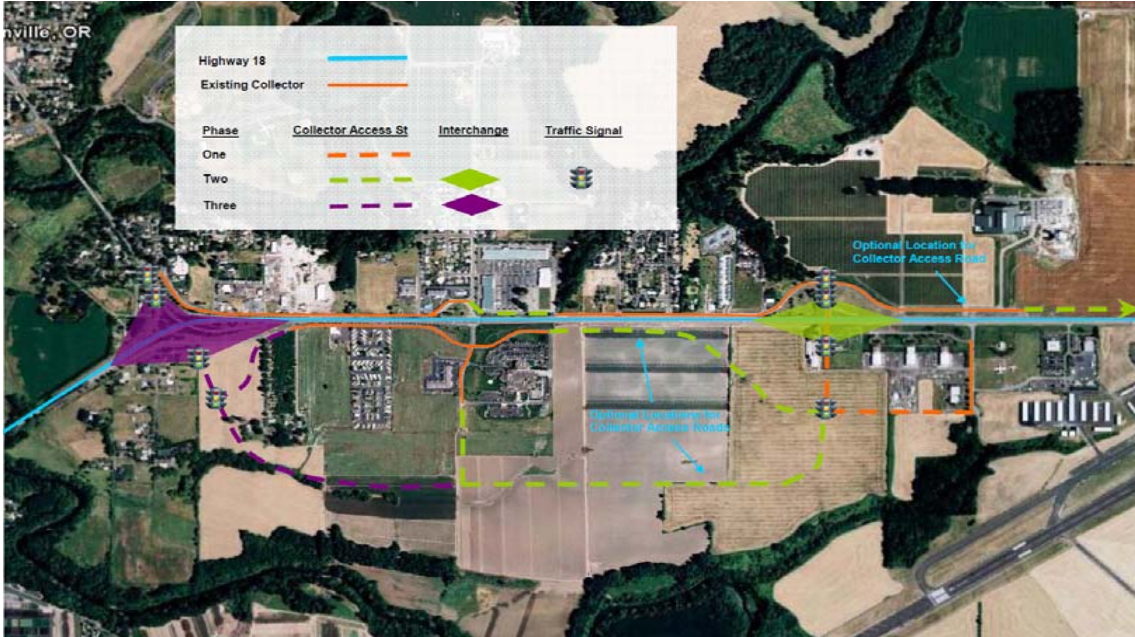 nville, OR
Highway 18
Existing Collector
Phase Collector Access St Interchange Traffic Signal
One
Two
Three
Optional Location for
Collector Access Road
Optional Locations for
Collector Access Roads